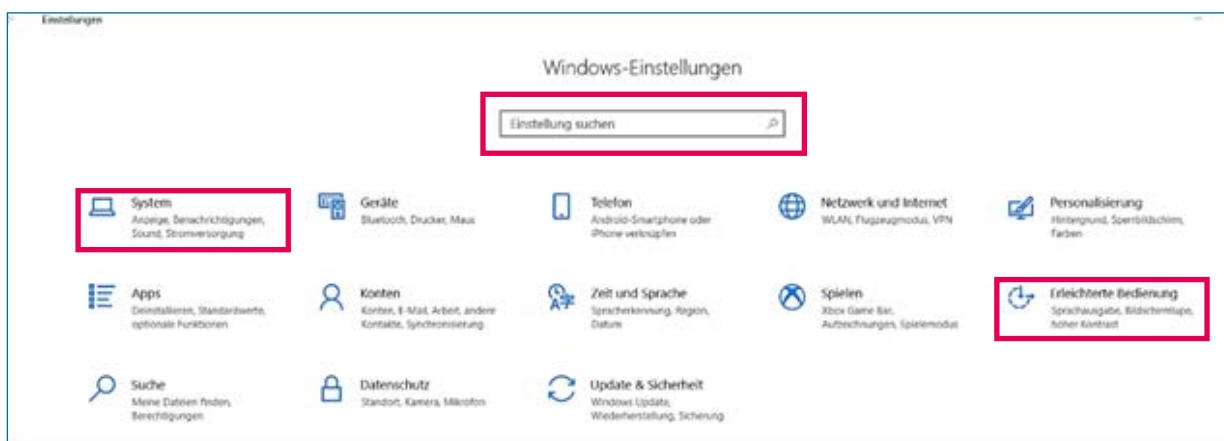 Einstellungen
Windows-Einstellungen
Einstellung suchen
System
Anzeige, Benachrichtigungen,
Sound, Stromversorgung
Geräte
Bluetooth, Drucker, Maus
Telefon
Android-Smartphone oder
iPhone verknüpfen
Netzwerk und Internet
WLAN, Flugzeugmodus, VPN
Personalisierung
Hintergrund, Sperrbildschirm,
Farben
Apps
Deinstallieren, Standardwerte,
optionale Funktionen
Konten
Konten, E-Mail, Arbeit, andere
Kontakte, Synchronisierung
Zeit und Sprache
Spracherkennung, Region,
Datum
Spielen
Xbox Game Bar,
Aufzeichnungen, Spielemodus
Erleichterte Bedienung
Sprachausgabe, Bildschirmlupe,
hoher Kontrast
Suche
Meine Dateien finden,
Berechtigungen
Datenschutz
Standort, Kamera, Mikrofon
Update & Sicherheit
Windows Update,
Wiederherstellung, Sicherung